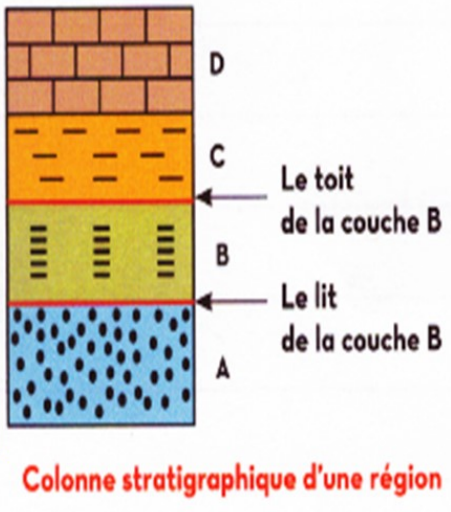 D
C
Le toit
de la couche B
B
Le lit
de la couche B
A
Colonne stratigraphique d'une région